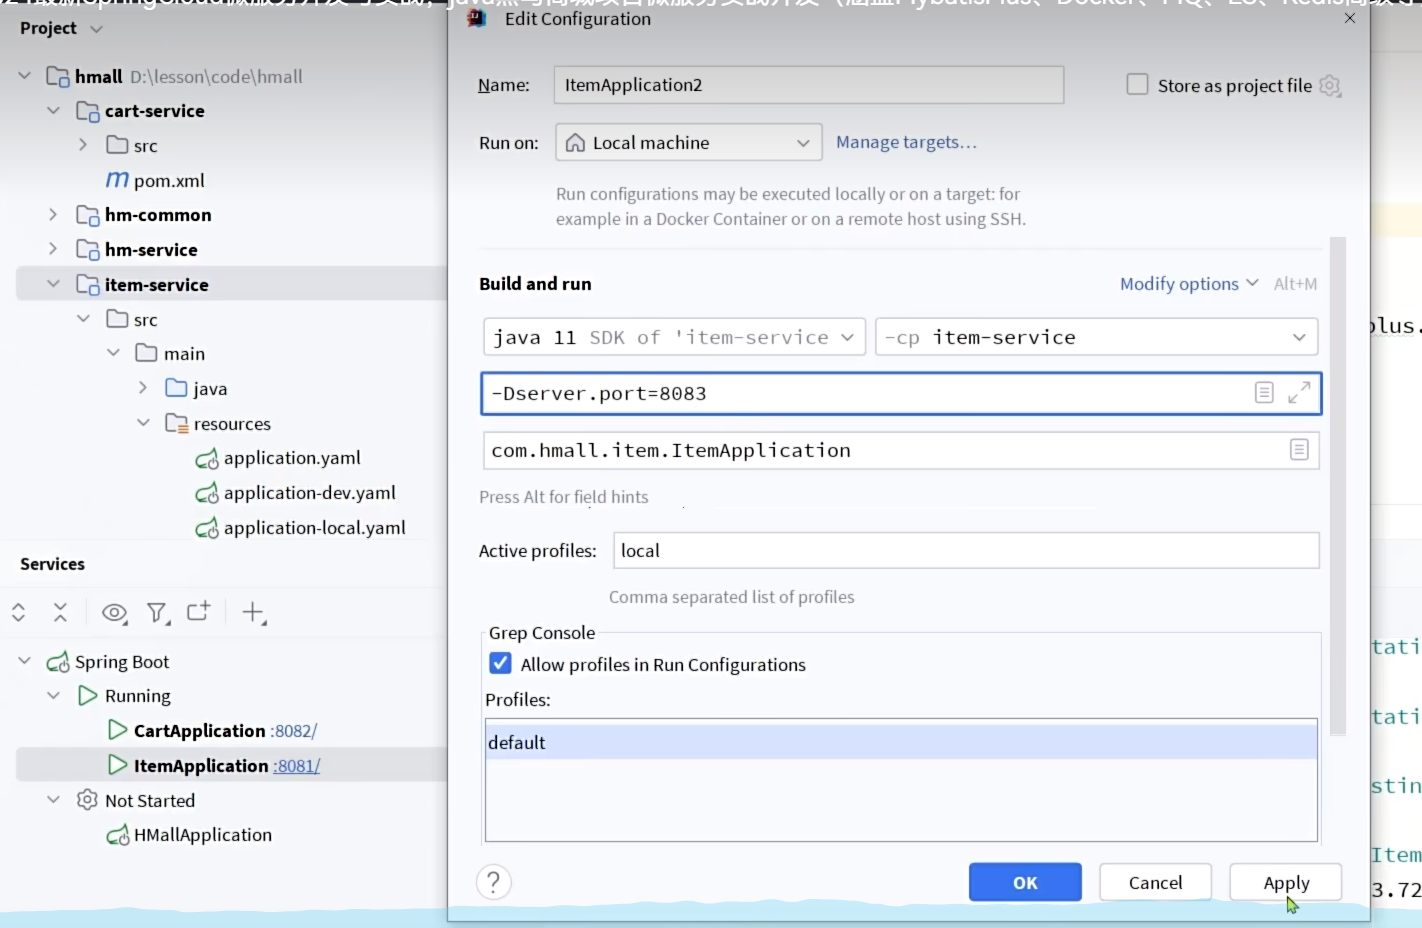 Edit Configuration
Project
hmall D:\lesson\code\hmall
cart-service
src
pom.xml
hm-common
hm-service
item-service
src
main
java
resources
application.yaml
application-dev.yaml
application-local.yaml
Services
Spring Boot
Running
CartApplication :8082/
ItemApplication :8081/
Not Started
HMallApplication
Name: ItemApplication2
Store as project file
Run on: Local machine Manage targets...
Run configurations may be executed locally or on a target: for
example in a Docker Container or on a remote host using SSH.
Build and run
Modify options Alt+M
java 11 SDK of 'item-service
-cp item-service
-Dserver.port=8083
com.hmall.item.ItemApplication
Press Alt for field hints
Active profiles: local
Comma separated list of profiles
Grep Console
Allow profiles in Run Configurations
Profiles:
default
? OK Cancel Apply
plus.
tati
tati
stin
Item
3.72